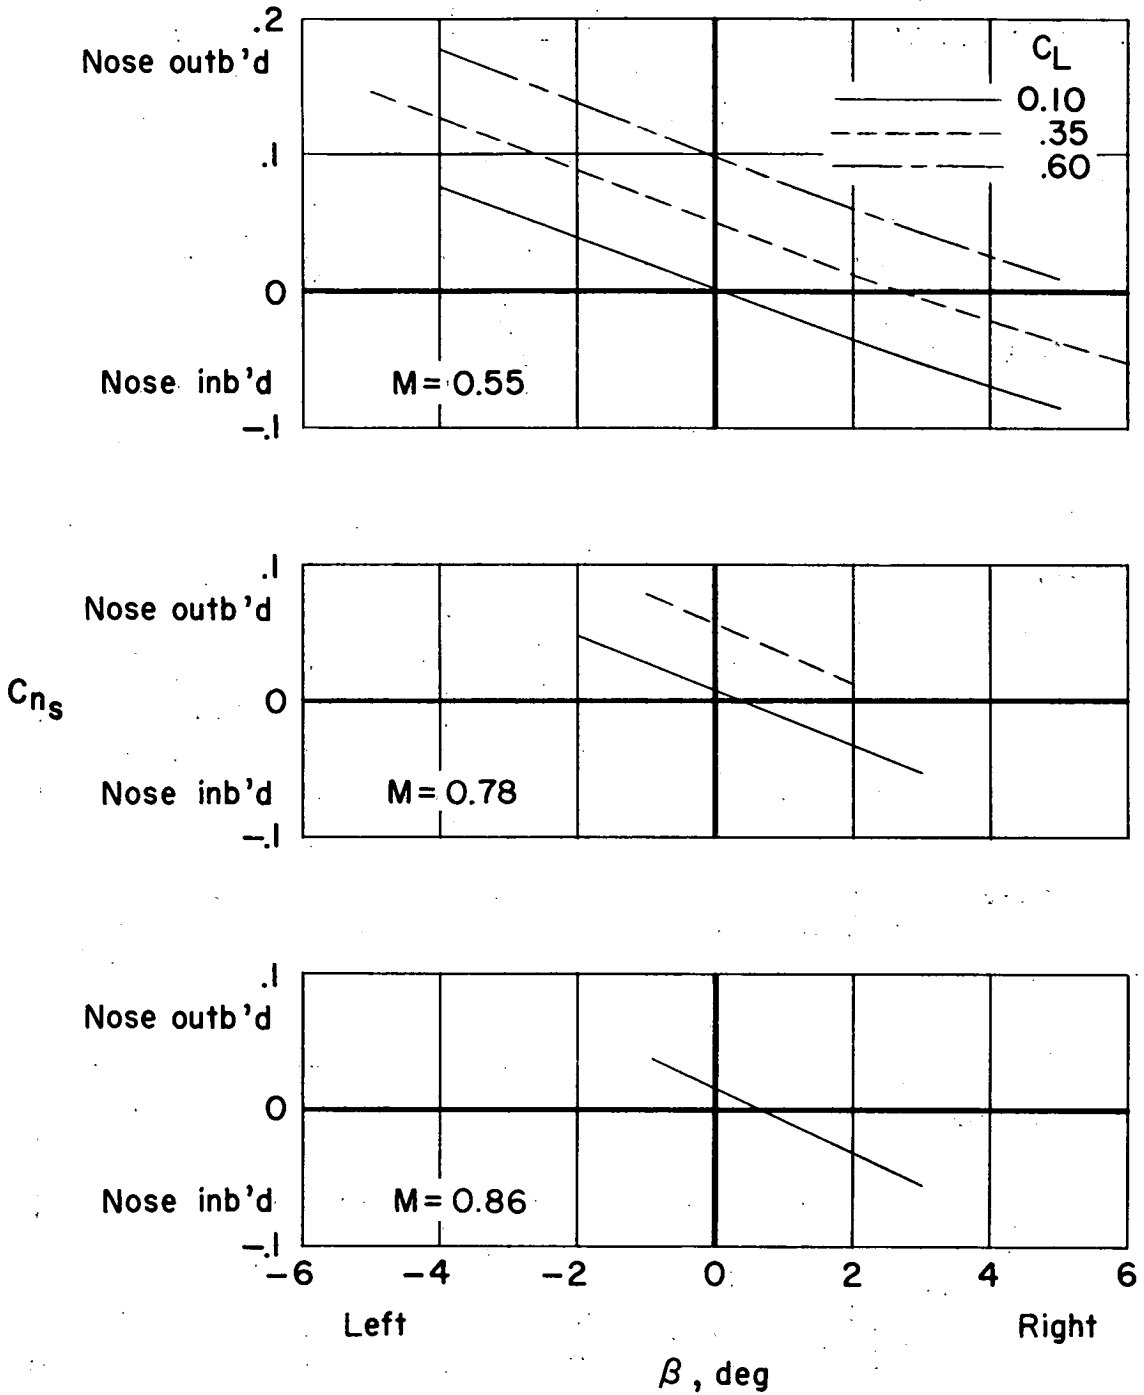 .2
Nose outb'd
CL
0.10
.35
.1
.60
0
Nose inb'd
M = 0.55
-.1
.1
Nose outb'd
Cns
0
Nose inb'd
M = 0.78
-.1
.1
Nose outb'd
0
Nose inb'd
M = 0.86
-.1
-6 -4 -2 0 2 4 6
Left Right
β, deg